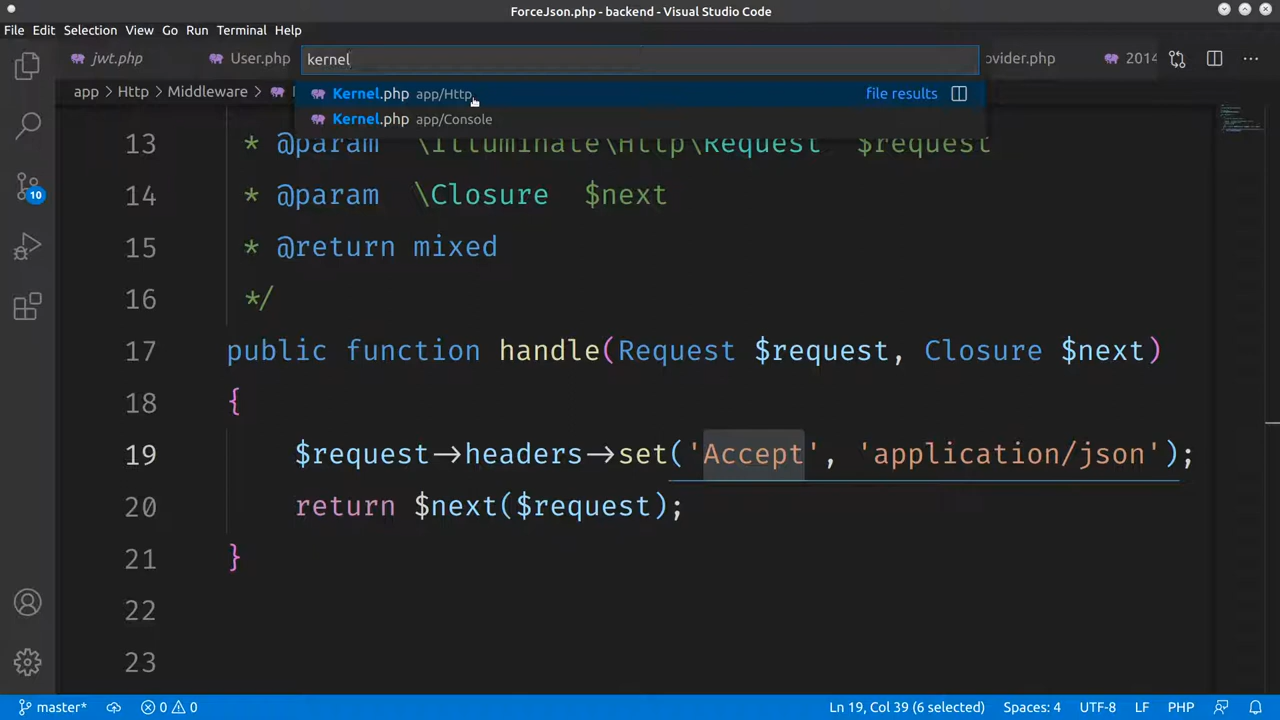 ForceJson.php - backend - Visual Studio Code
File Edit Selection View Go Run Terminal Help
jwt.php User.php kernel ovider.php 2014
app > Http > Middleware >
Kernel.php app/Http file results
Kernel.php app/Console
13 * @param \Illuminate\Http\Request $request
14 * @param \Closure $next
15 * @return mixed
16 */
17 public function handle(Request $request, Closure $next)
18 {
19 $request->headers->set('Accept', 'application/json');
20 return $next($request);
21 }
22
23
10
master* 0 0 Ln 19, Col 39 (6 selected) Spaces: 4 UTF-8 LF PHP